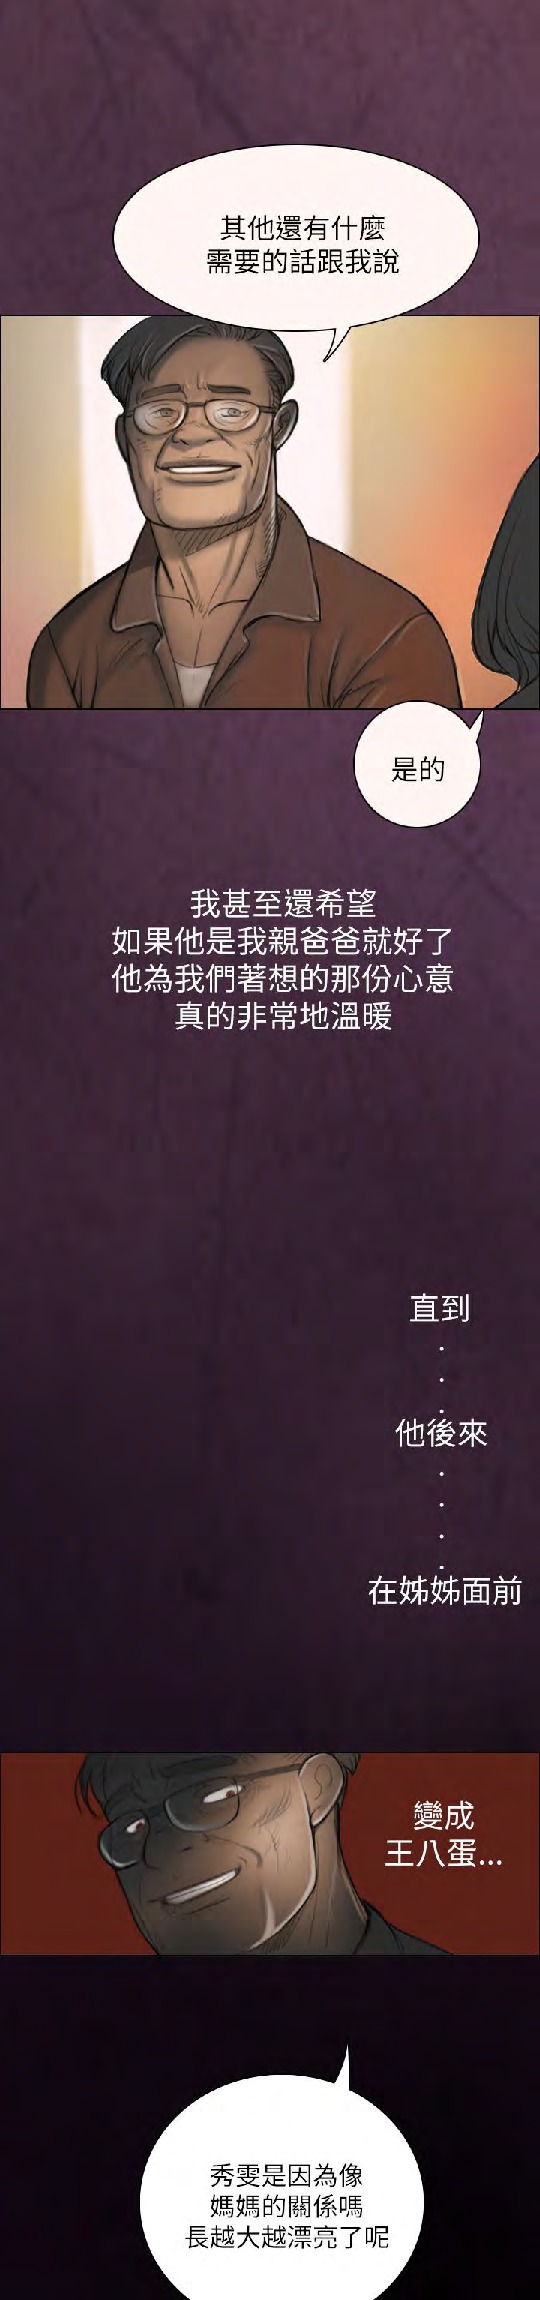 其他還有什麼
需要的話跟我說
是的
我甚至還希望
如果他是我親爸爸就好了
他為我們著想的那份心意
真的非常地溫暖
直到
.
.
.
他後來
.
.
.
.
在姊姊面前
變成
王八蛋...
秀雯是因為像
媽媽的關係嗎
長越大越漂亮了呢